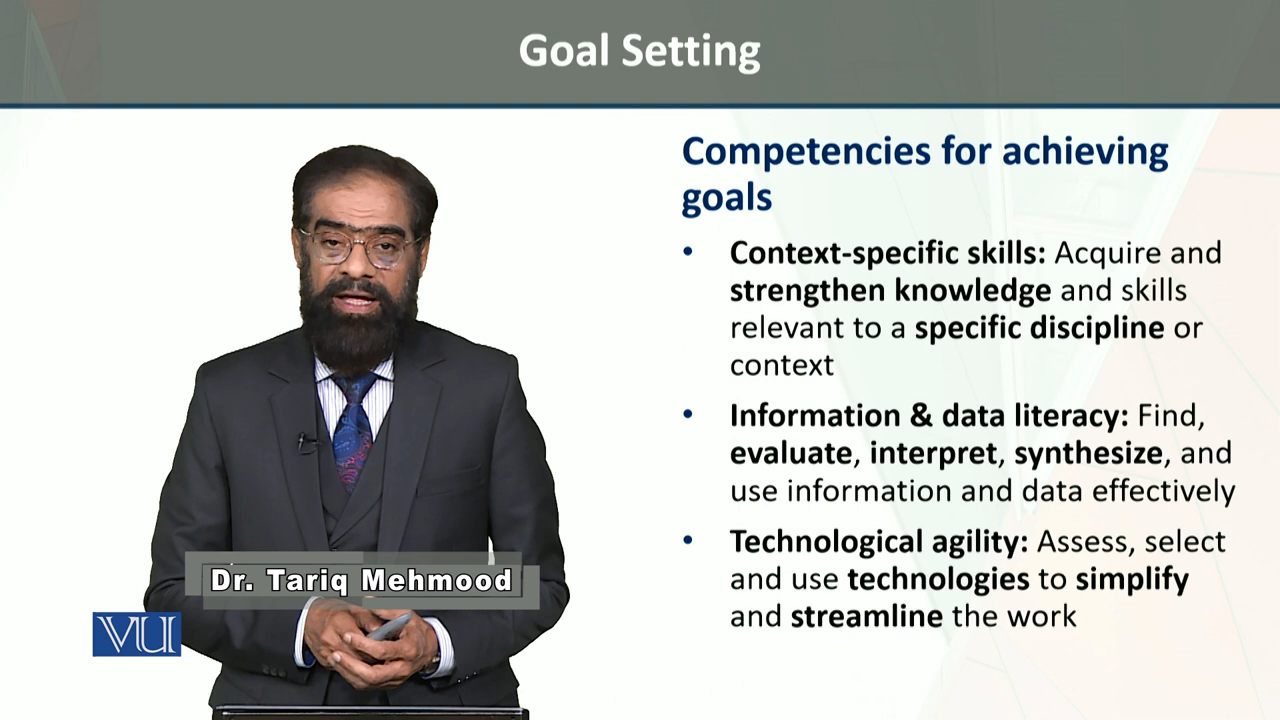 Goal Setting
Competencies for achieving
goals
• Context-specific skills: Acquire and
strengthen knowledge and skills
relevant to a specific discipline or
context
• Information & data literacy: Find,
evaluate, interpret, synthesize, and
use information and data effectively
• Technological agility: Assess, select
and use technologies to simplify
and streamline the work
Dr. Tariq Mehmood
VU